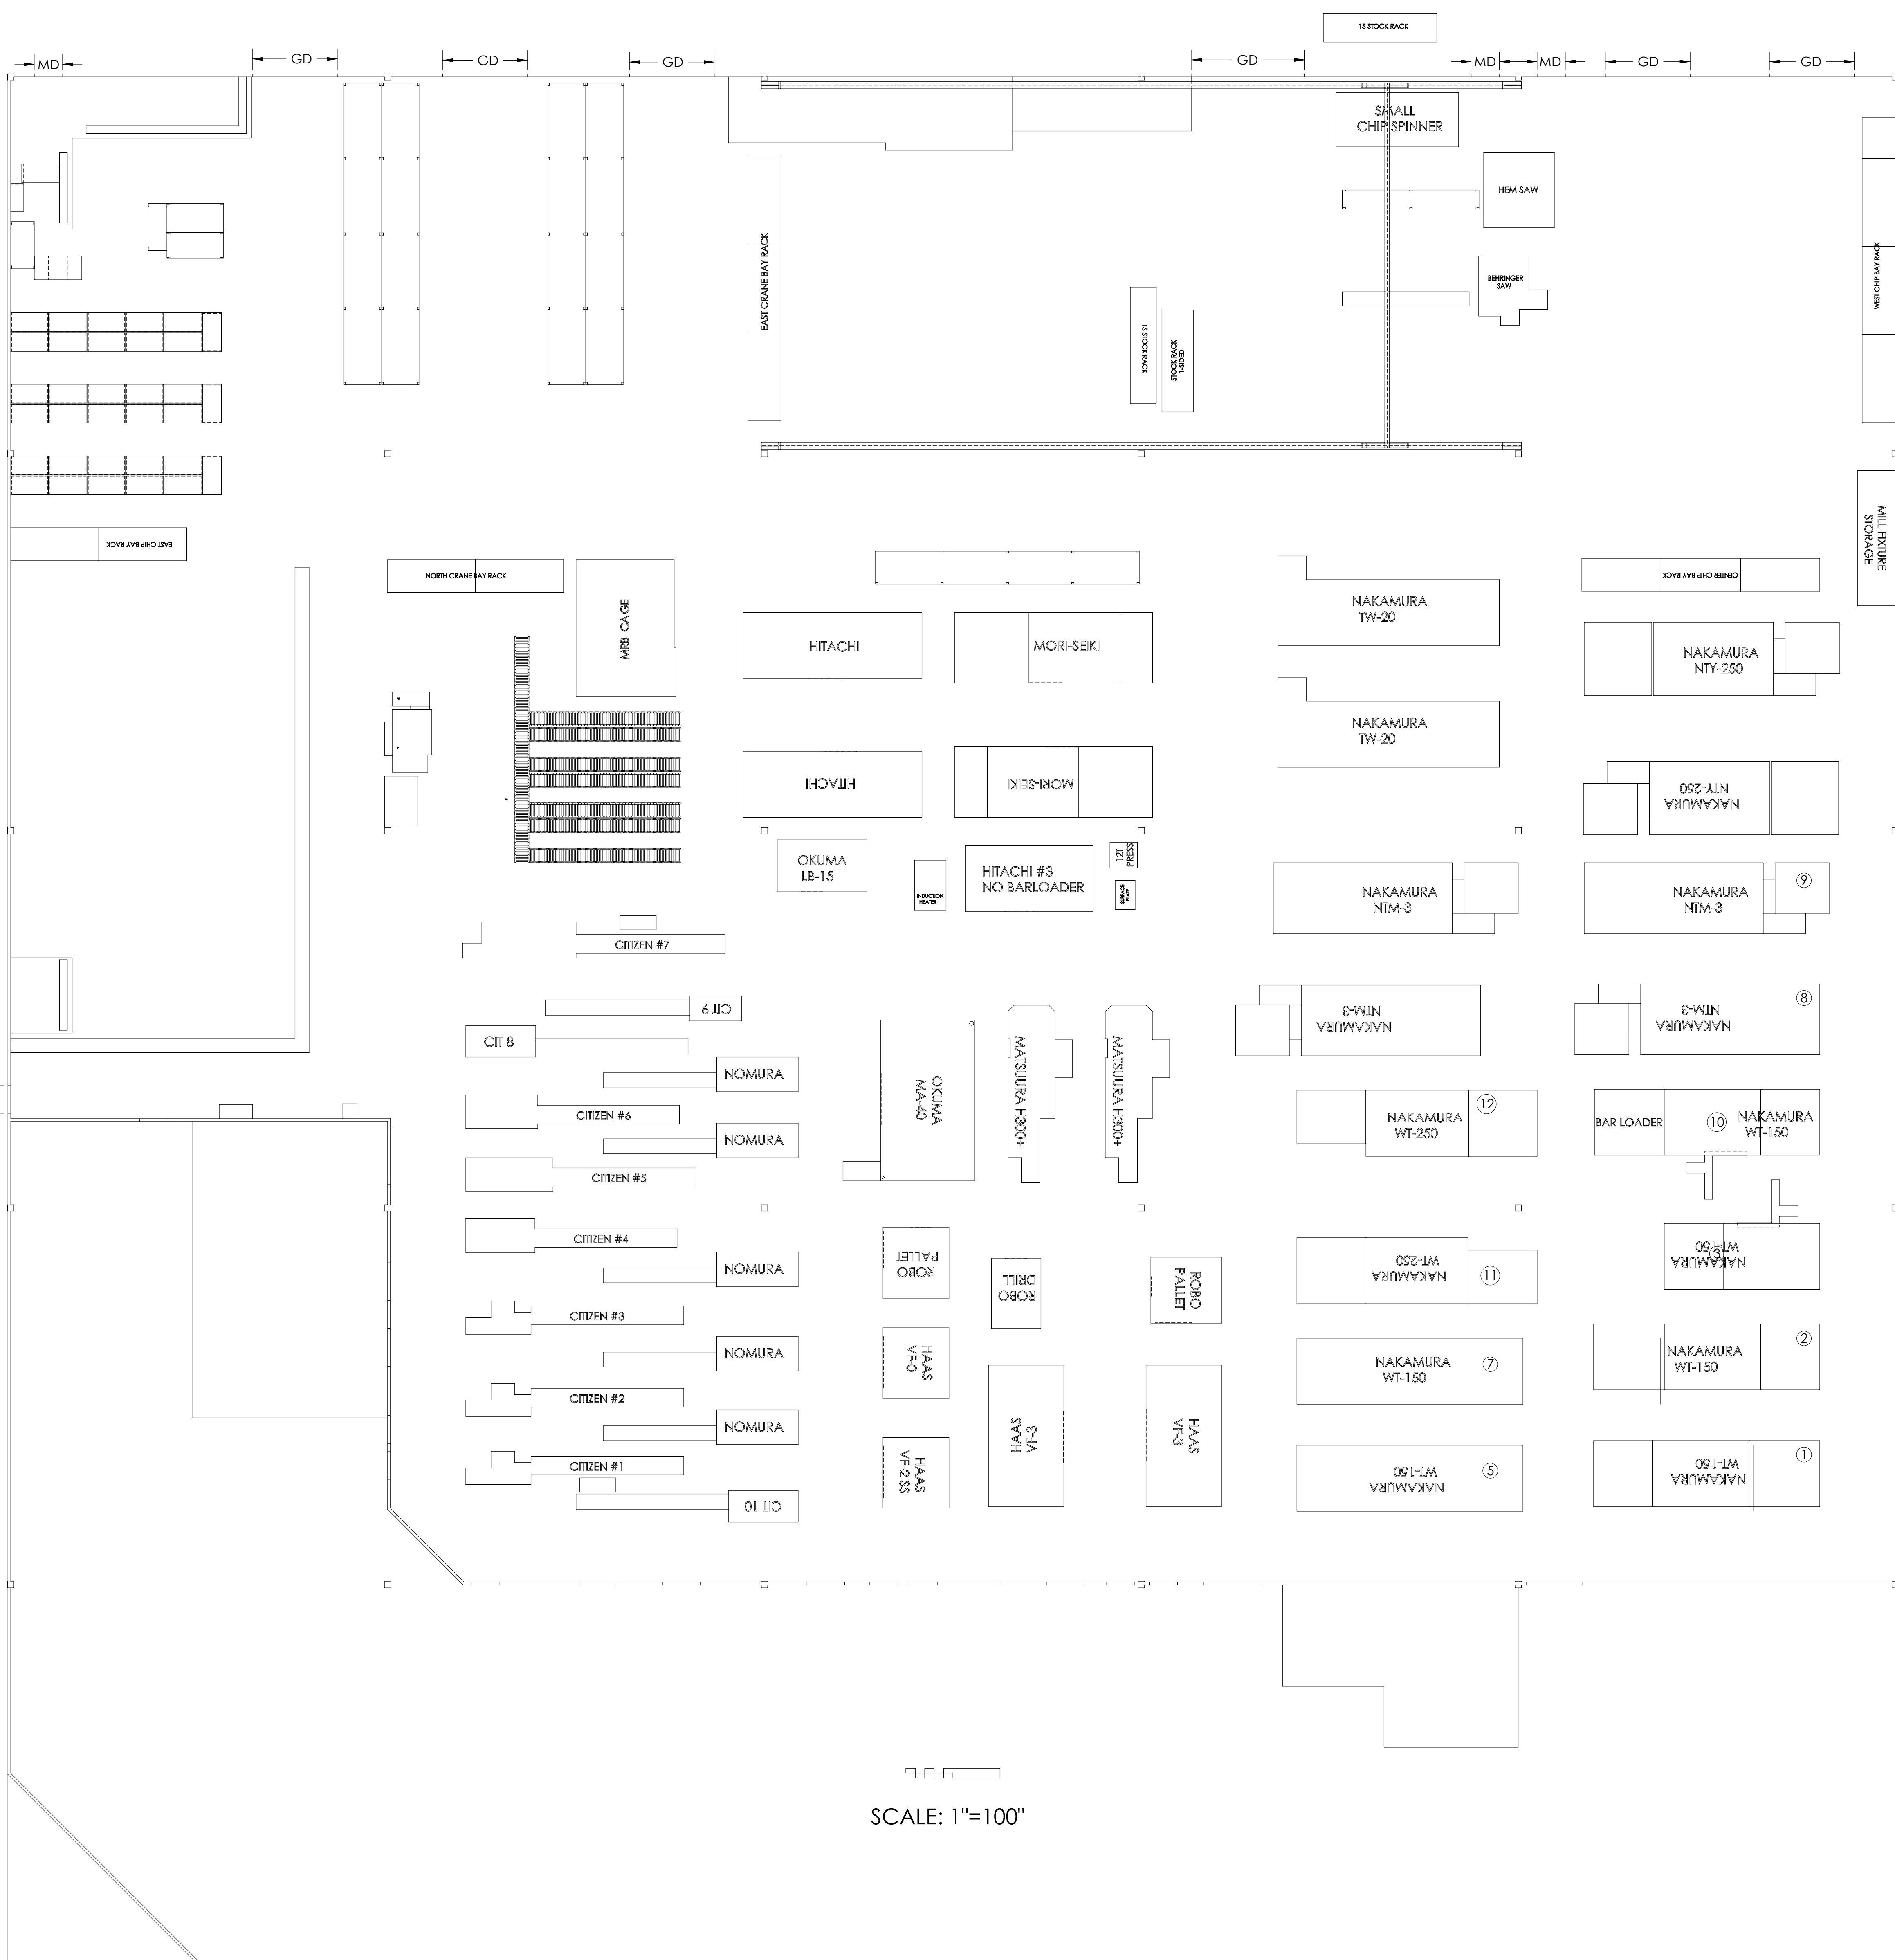 1S STOCK RACK
MD
GD
GD
GD
GD
MD
MD
GD
GD
SMALL
CHIP SPINNER
HEM SAW
BEHRINGER
SAW
EAST CRANE BAY RACK
WEST CHIP BAY RACK
1S STOCK RACK
STOCK RACK
1-SIDED
MILL FIXTURE
STORAGE
EAST CHIP BAY RACK
NORTH CRANE BAY RACK
CENTER CHIP BAY RACK
MRB CAGE
HITACHI
MORI-SEIKI
NAKAMURA
TW-20
NAKAMURA
NTY-250
HITACHI
MORI-SEIKI
NAKAMURA
TW-20
NAKAMURA
NTY-250
OKUMA
LB-15
INDUCTION
HEATER
HITACHI #3
NO BARLOADER
12T
PRESS
SURFACE
PLATE
NAKAMURA
NTM-3
NAKAMURA
NTM-3
9
CITIZEN #7
CIT 9
CIT 8
NOMURA
CITIZEN #6
NOMURA
CITIZEN #5
OKUMA
MA-40
MATSUURA H300+
MATSUURA H300+
NAKAMURA
NTM-3
NAKAMURA
NTM-3
8
NAKAMURA
WT-250
12
BAR LOADER
10
NAKAMURA
WT-150
CITIZEN #4
NOMURA
CITIZEN #3
NOMURA
CITIZEN #2
NOMURA
CITIZEN #1
CIT 10
ROBO
PALLET
ROBO
DRILL
ROBO
PALLET
HAAS
VF-0
HAAS
VF-3
HAAS
VF-3
HAAS
VF-2 SS
NAKAMURA
WT-250
11
NAKAMURA
WT-150
3
NAKAMURA
WT-150
7
NAKAMURA
WT-150
2
NAKAMURA
WT-150
5
NAKAMURA
WT-150
1
SCALE: 1"=100"